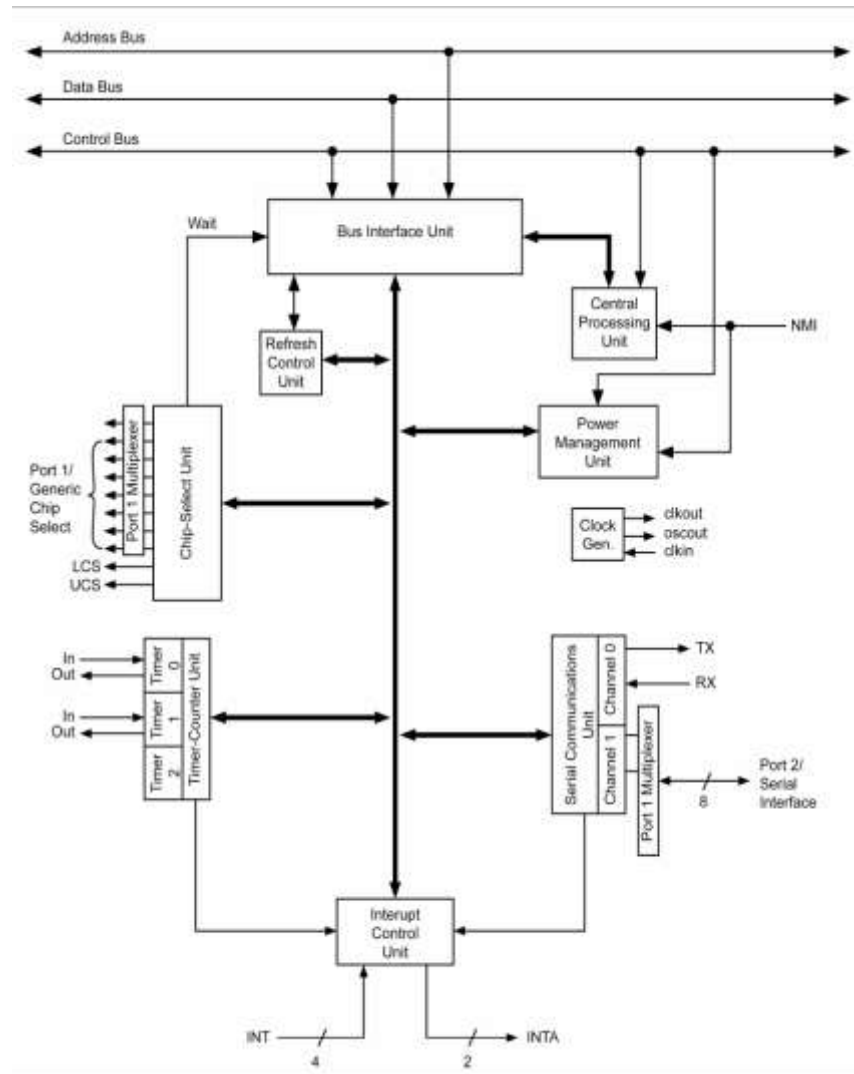 Address Bus
Data Bus
Control Bus
Wait
Bus Interface Unit
Central
Processing
Unit
NMI
Refresh
Control
Unit
Power
Management
Unit
Port 1/
Generic
Chip
Select
Port 1 Multiplexer
Chip-Select Unit
LCS
UCS
Clock
Gen.
clkout
oscout
clkin
In
Out
In
Out
Timer
0
Timer
1
Timer
2
Timer-Counter Unit
Serial Communications
Unit
Channel 0
Channel 1
TX
RX
Port 1 Multiplexer
8
Port 2/
Serial
Interface
Interupt
Control
Unit
INT
4
2
INTA